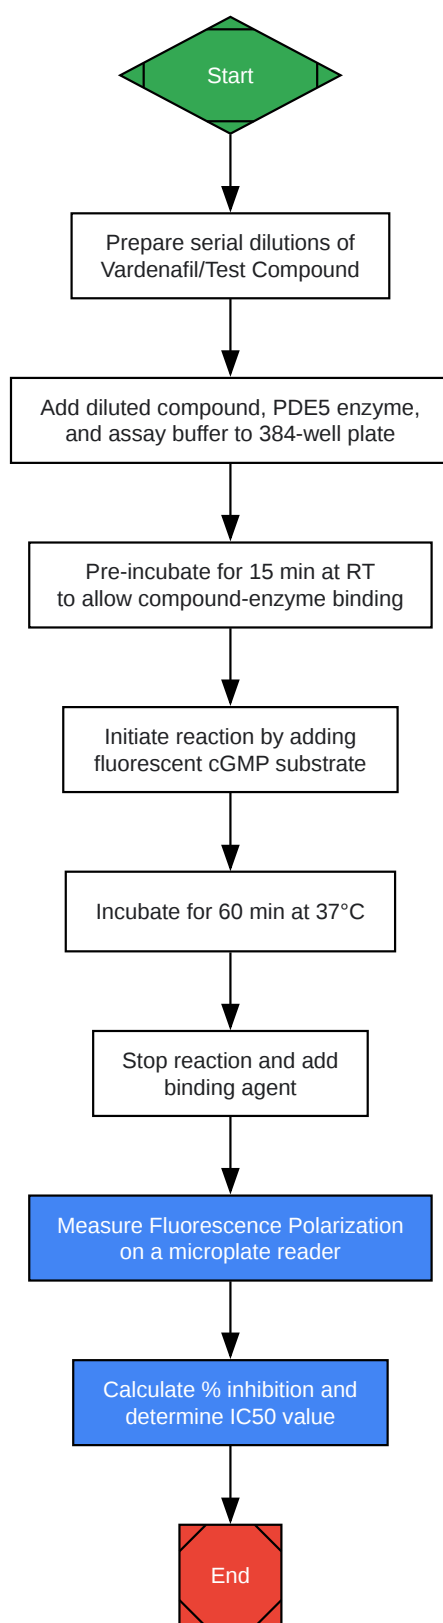 Start
Prepare serial dilutions of
Vardenafil/Test Compound
Add diluted compound, PDE5 enzyme,
and assay buffer to 384-well plate
Pre-incubate for 15 min at RT
to allow compound-enzyme binding
Initiate reaction by adding
fluorescent cGMP substrate
Incubate for 60 min at 37°C
Stop reaction and add
binding agent
Measure Fluorescence Polarization
on a microplate reader
Calculate % inhibition and
determine IC50 value
End